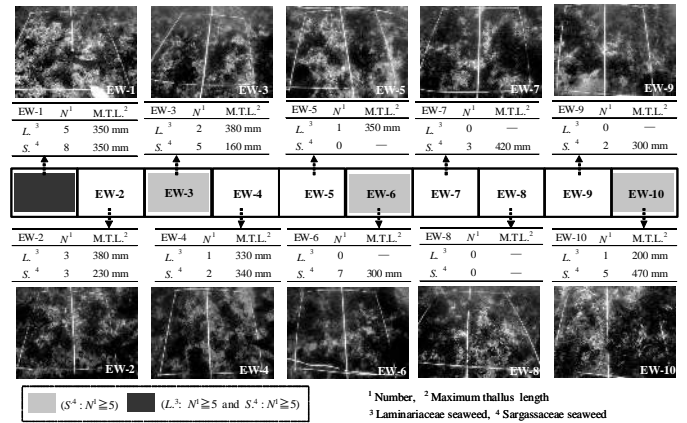 EW-1 EW-3 EW-5 EW-7 EW-9
EW-1 N¹ M.T.L.²
L. ³ 5 350 mm
S. ⁴ 8 350 mm
EW-3 N¹ M.T.L.²
L. ³ 2 380 mm
S. ⁴ 5 160 mm
EW-5 N¹ M.T.L.²
L. ³ 1 350 mm
S. ⁴ 0 —
EW-7 N¹ M.T.L.²
L. ³ 0 —
S. ⁴ 3 420 mm
EW-9 N¹ M.T.L.²
L. ³ 0 —
S. ⁴ 2 300 mm
EW-2 EW-3 EW-4 EW-5 EW-6 EW-7 EW-8 EW-9 EW-10
EW-2 N¹ M.T.L.²
L. ³ 3 380 mm
S. ⁴ 3 230 mm
EW-4 N¹ M.T.L.²
L. ³ 1 330 mm
S. ⁴ 2 340 mm
EW-6 N¹ M.T.L.²
L. ³ 0 —
S. ⁴ 7 300 mm
EW-8 N¹ M.T.L.²
L. ³ 0 —
S. ⁴ 0 —
EW-10 N¹ M.T.L.²
L. ³ 1 200 mm
S. ⁴ 5 470 mm
EW-2 EW-4 EW-6 EW-8 EW-10
(S.⁴ : N¹≧5) (L.³: N¹≧5 and S.⁴: N¹≧5)
¹ Number, ² Maximum thallus length
³ Laminariaceae seaweed, ⁴ Sargassaceae seaweed